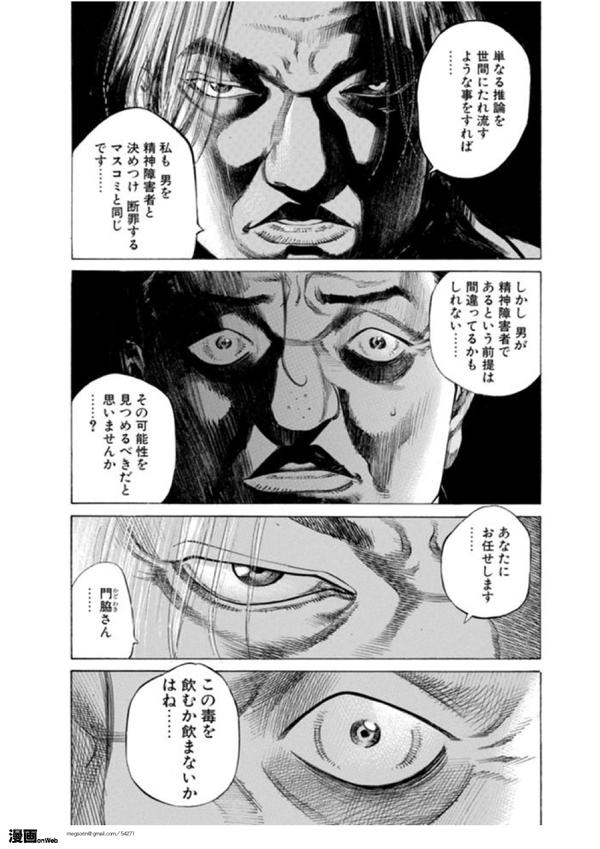 単なる推論を
世間にたれ流す
ような事をすれば
……
私も 男を
精神障害者と
決めつけ 断罪する
マスコミと同じ
です……
しかし 男が
精神障害者で
あるという前提は
間違ってるかも
しれない……
その可能性を
見つめるべきだと
思いませんか
……?
あなたに
お任せします
……
門脇さん
かどわき
……
この毒を
飲むか飲まないか
はね……
漫画onWeb
megaorin@gmail.com/54271